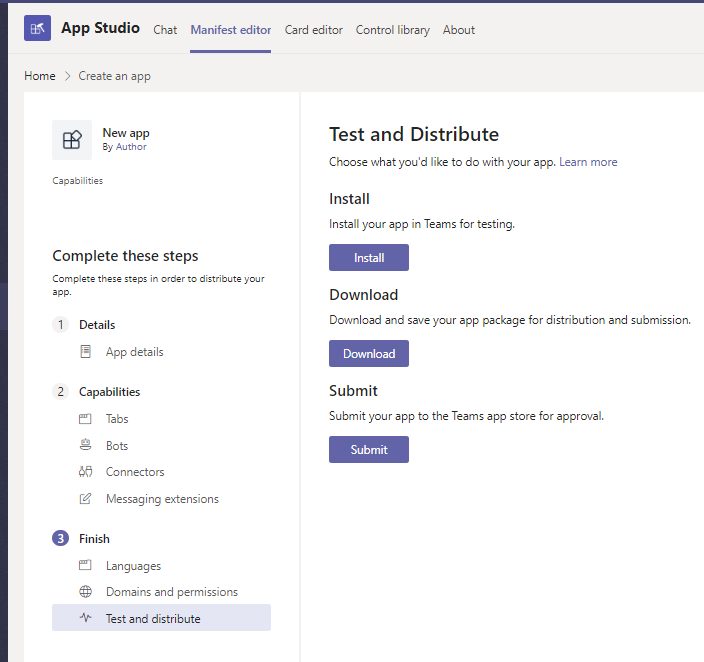 App Studio Chat Manifest editor Card editor Control library About
Home > Create an app
New app
By Author
Capabilities
Complete these steps
Complete these steps in order to distribute your
app.
1 Details
App details
2 Capabilities
Tabs
Bots
Connectors
Messaging extensions
3 Finish
Languages
Domains and permissions
Test and distribute
Test and Distribute
Choose what you'd like to do with your app. Learn more
Install
Install your app in Teams for testing.
Install
Download
Download and save your app package for distribution and submission.
Download
Submit
Submit your app to the Teams app store for approval.
Submit